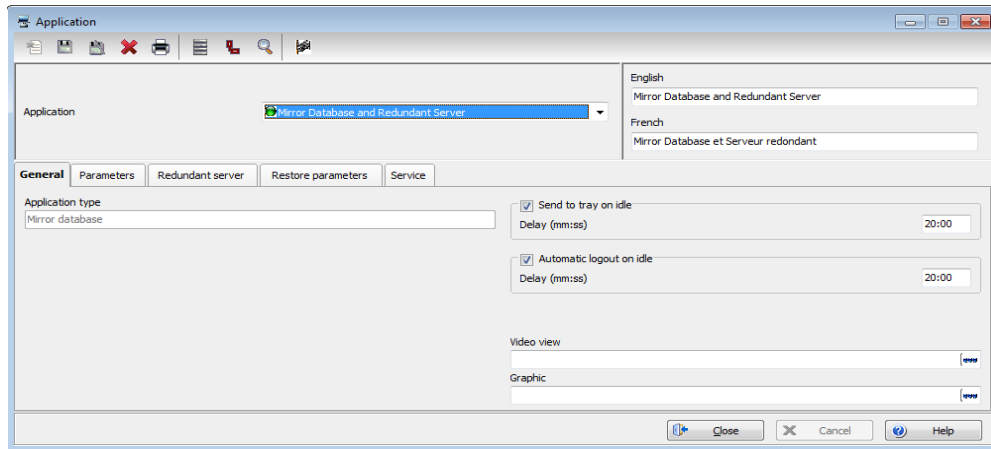 Application
English
Mirror Database and Redundant Server
Application
Mirror Database and Redundant Server
French
Mirror Database et Serveur redondant
General Parameters Redundant server Restore parameters Service
Application type
Mirror database
Send to tray on idle
Delay (mm:ss) 20:00
Automatic logout on idle
Delay (mm:ss) 20:00
Video view
Graphic
Close Cancel Help